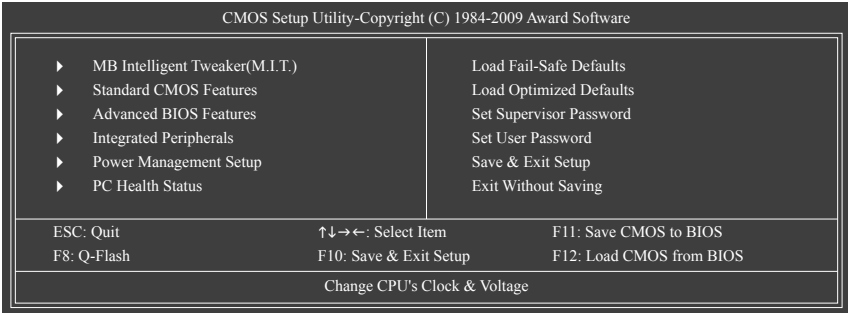 CMOS Setup Utility-Copyright (C) 1984-2009 Award Software
MB Intelligent Tweaker(M.I.T.)
Standard CMOS Features
Advanced BIOS Features
Integrated Peripherals
Power Management Setup
PC Health Status
Load Fail-Safe Defaults
Load Optimized Defaults
Set Supervisor Password
Set User Password
Save & Exit Setup
Exit Without Saving
ESC: Quit
↑↓→←: Select Item
F11: Save CMOS to BIOS
F8: Q-Flash
F10: Save & Exit Setup
F12: Load CMOS from BIOS
Change CPU's Clock & Voltage